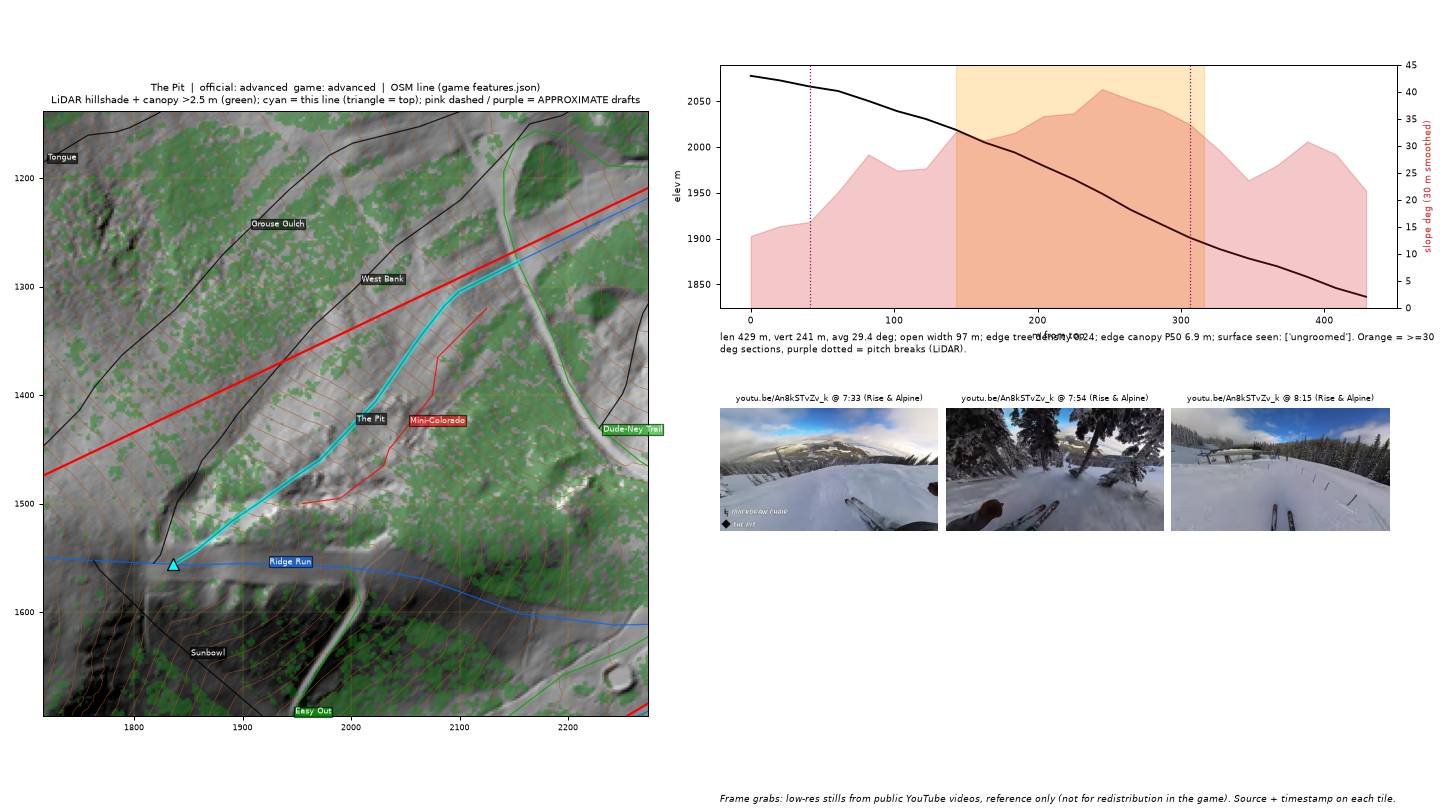 The Pit | official: advanced game: advanced | OSM line (game features.json)
LiDAR hillshade + canopy >2.5 m (green); cyan = this line (triangle = top); pink dashed / purple = APPROXIMATE drafts
1200
1300
1400
1500
1600
1800
1900
2000
2100
2200
Tongue
Grouse Gulch
West Bank
The Pit
Mini-Colorado
Dude-Ney Trail
Ridge Run
Sunbowl
Easy Out
elev m
2050
2000
1950
1900
1850
0
100
200
300
400
45
40
35
30
25
20
15
10
5
0
slope deg (30 m smoothed)
m from top
len 429 m, vert 241 m, avg 29.4 deg; open width 97 m; edge tree density 0.24; edge canopy P50 6.9 m; surface seen: ['ungroomed']. Orange = >=30
deg sections, purple dotted = pitch breaks (LiDAR).
youtu.be/An8kSTvZv_k @ 7:33 (Rise & Alpine)
youtu.be/An8kSTvZv_k @ 7:54 (Rise & Alpine)
youtu.be/An8kSTvZv_k @ 8:15 (Rise & Alpine)
THE PIT
Frame grabs: low-res stills from public YouTube videos, reference only (not for redistribution in the game). Source + timestamp on each tile.